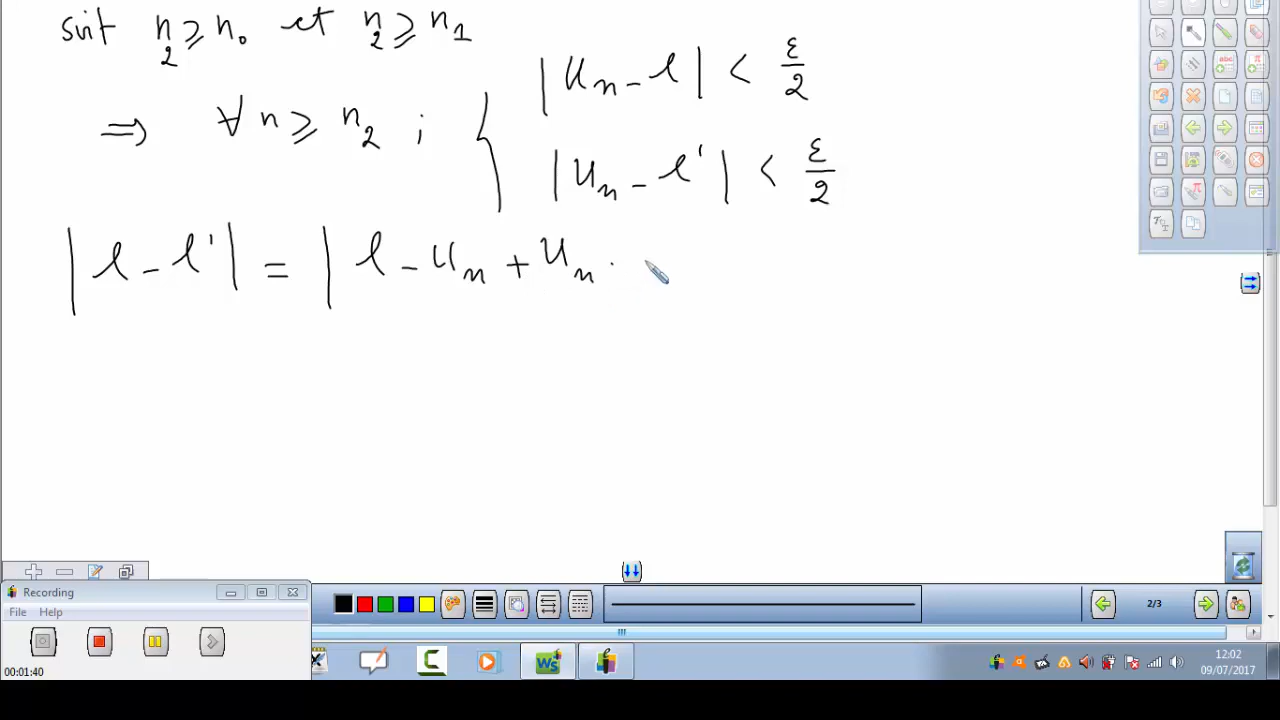 soit n₂ ≥ n₀ et n₂ ≥ n₁
|Uₙ - l| < ε/2
⟹ ∀ n ≥ n₂ ; {
|Uₙ - l'| < ε/2
|l - l'| = | l - Uₙ + Uₙ ·
Recording
File Help
00:01:40
2/3
12:02
09/07/2017